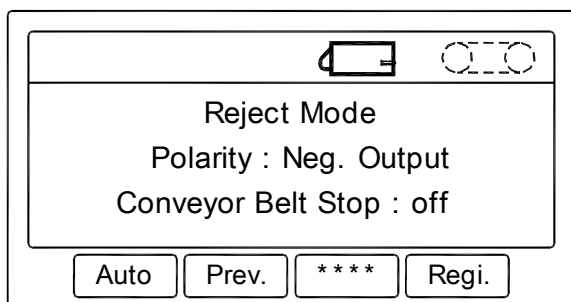 Reject Mode
Polarity : Neg. Output
Conveyor Belt Stop : off
Auto Prev. **** Regi.